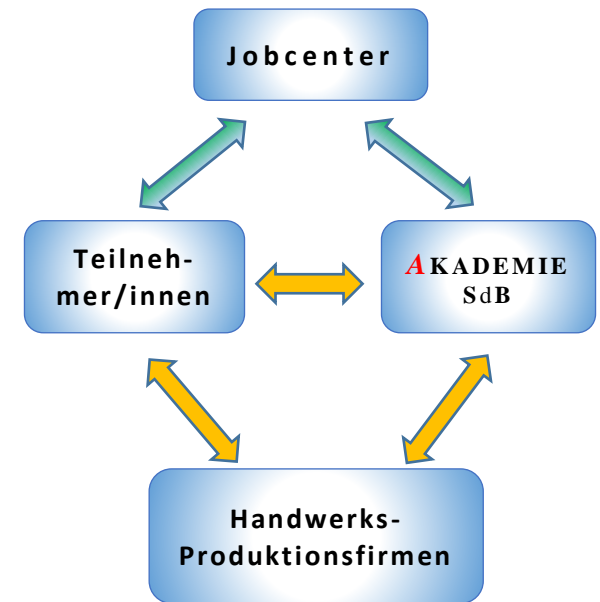 Jobcenter
Teilneh-
mer/innen
AKADEMIE
SdB
Handwerks-
Produktionsfirmen